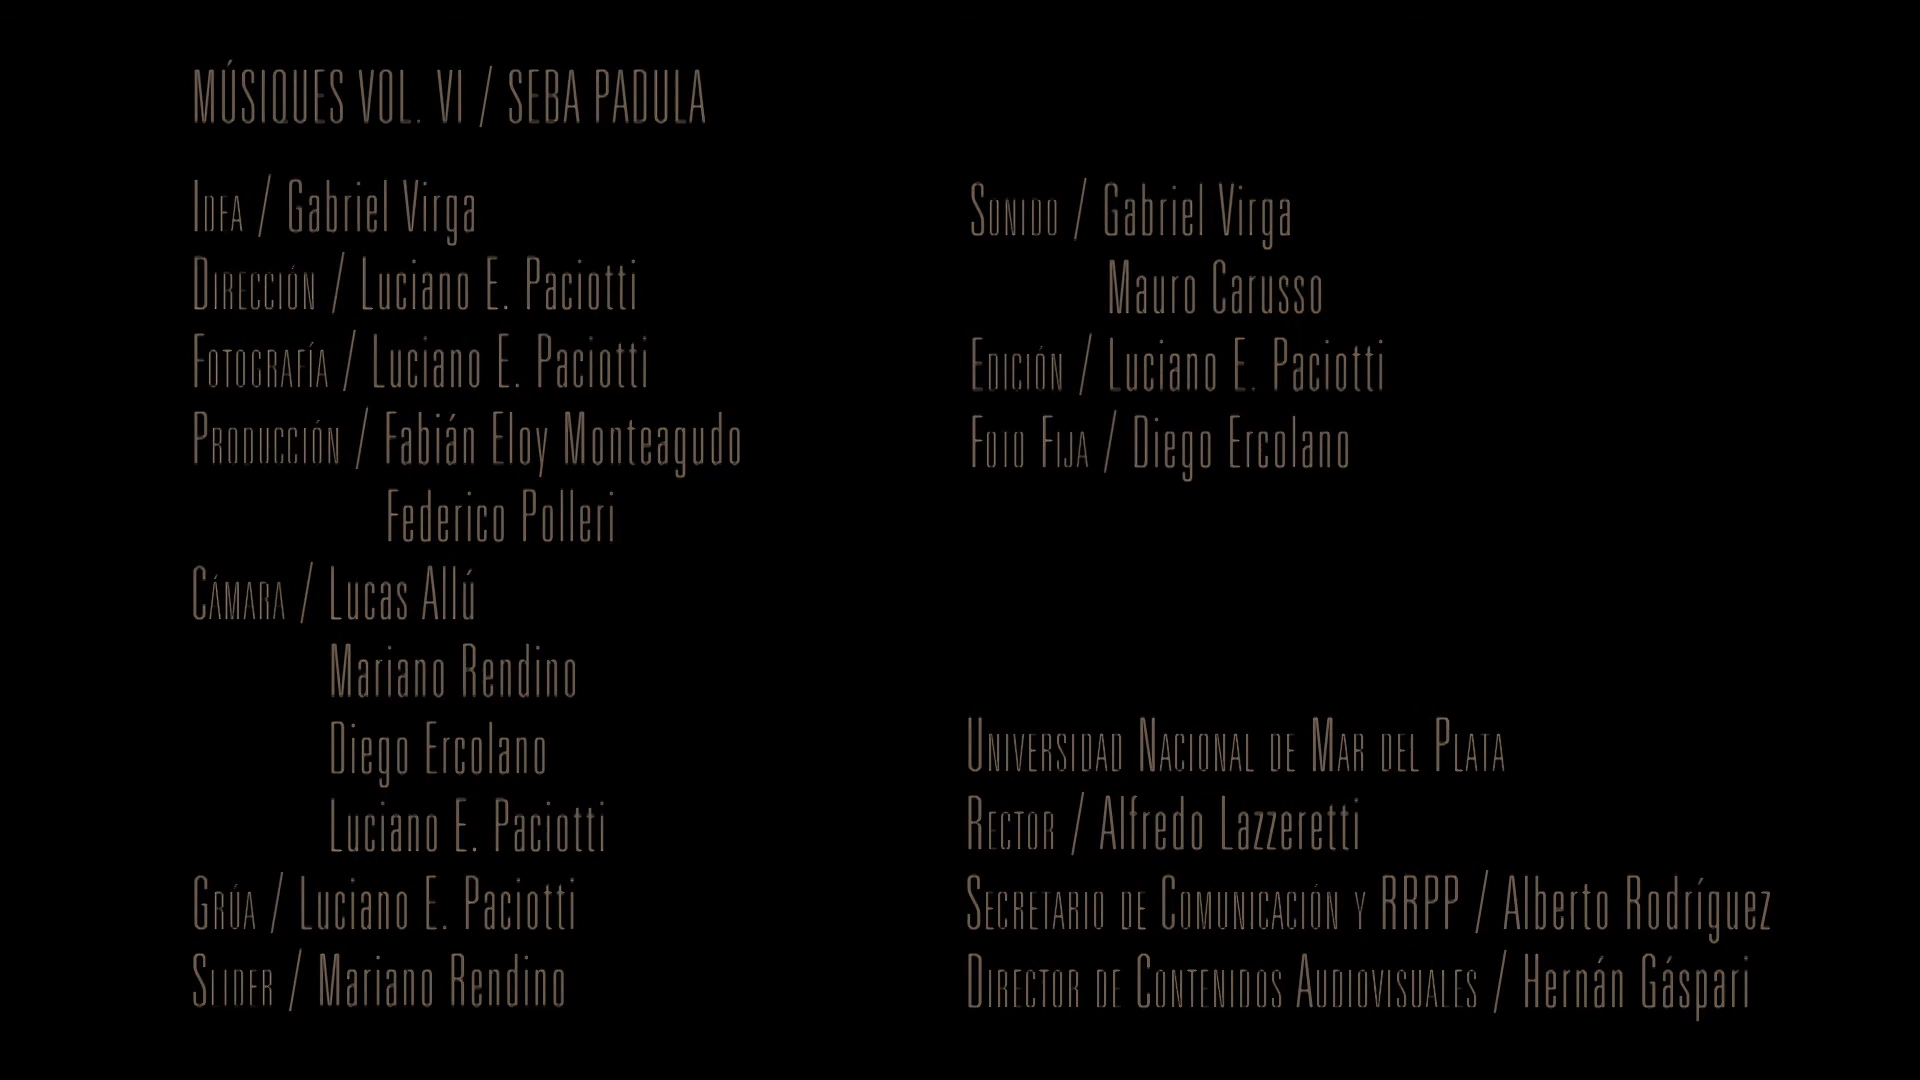 MÚSIQUES VOL. VI / SEBA PADULA
IDEA / Gabriel Virga
DIRECCIÓN / Luciano E. Paciotti
FOTOGRAFÍA / Luciano E. Paciotti
PRODUCCIÓN / Fabián Eloy Monteagudo
Federico Polleri
CÁMARA / Lucas Allú
Mariano Rendino
Diego Ercolano
Luciano E. Paciotti
GRÚA / Luciano E. Paciotti
SLIDER / Mariano Rendino
SONIDO / Gabriel Virga
Mauro Carusso
EDICIÓN / Luciano E. Paciotti
FOTO FIJA / Diego Ercolano
UNIVERSIDAD NACIONAL DE MAR DEL PLATA
RECTOR / Alfredo Lazzeretti
SECRETARIO DE COMUNICACIÓN Y RRPP / Alberto Rodríguez
DIRECTOR DE CONTENIDOS AUDIOVISUALES / Hernán Gáspari